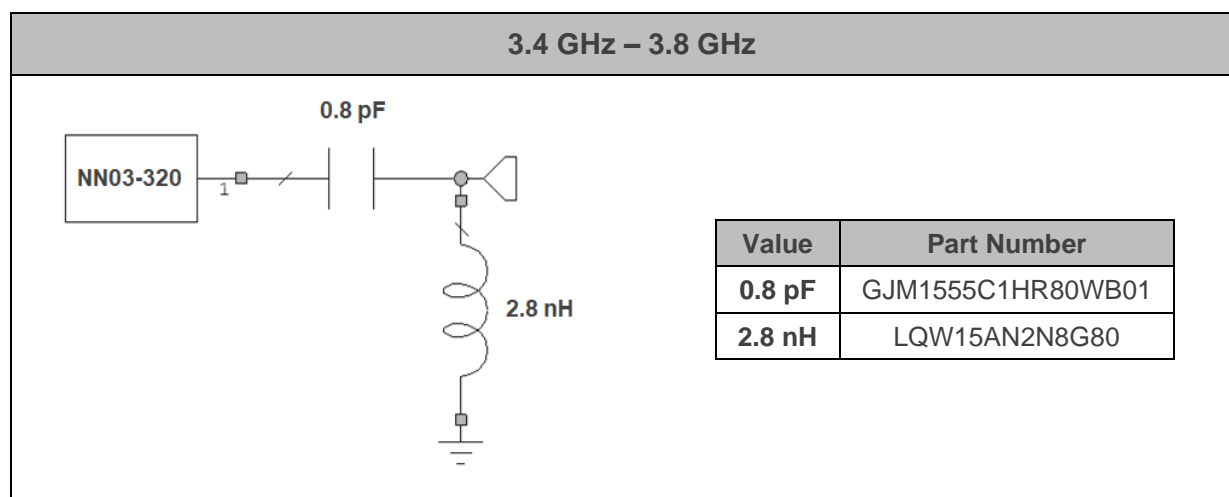 3.4 GHz – 3.8 GHz
0.8 pF
NN03-320
1
2.8 nH
Value Part Number
0.8 pF GJM1555C1HR80WB01
2.8 nH LQW15AN2N8G80